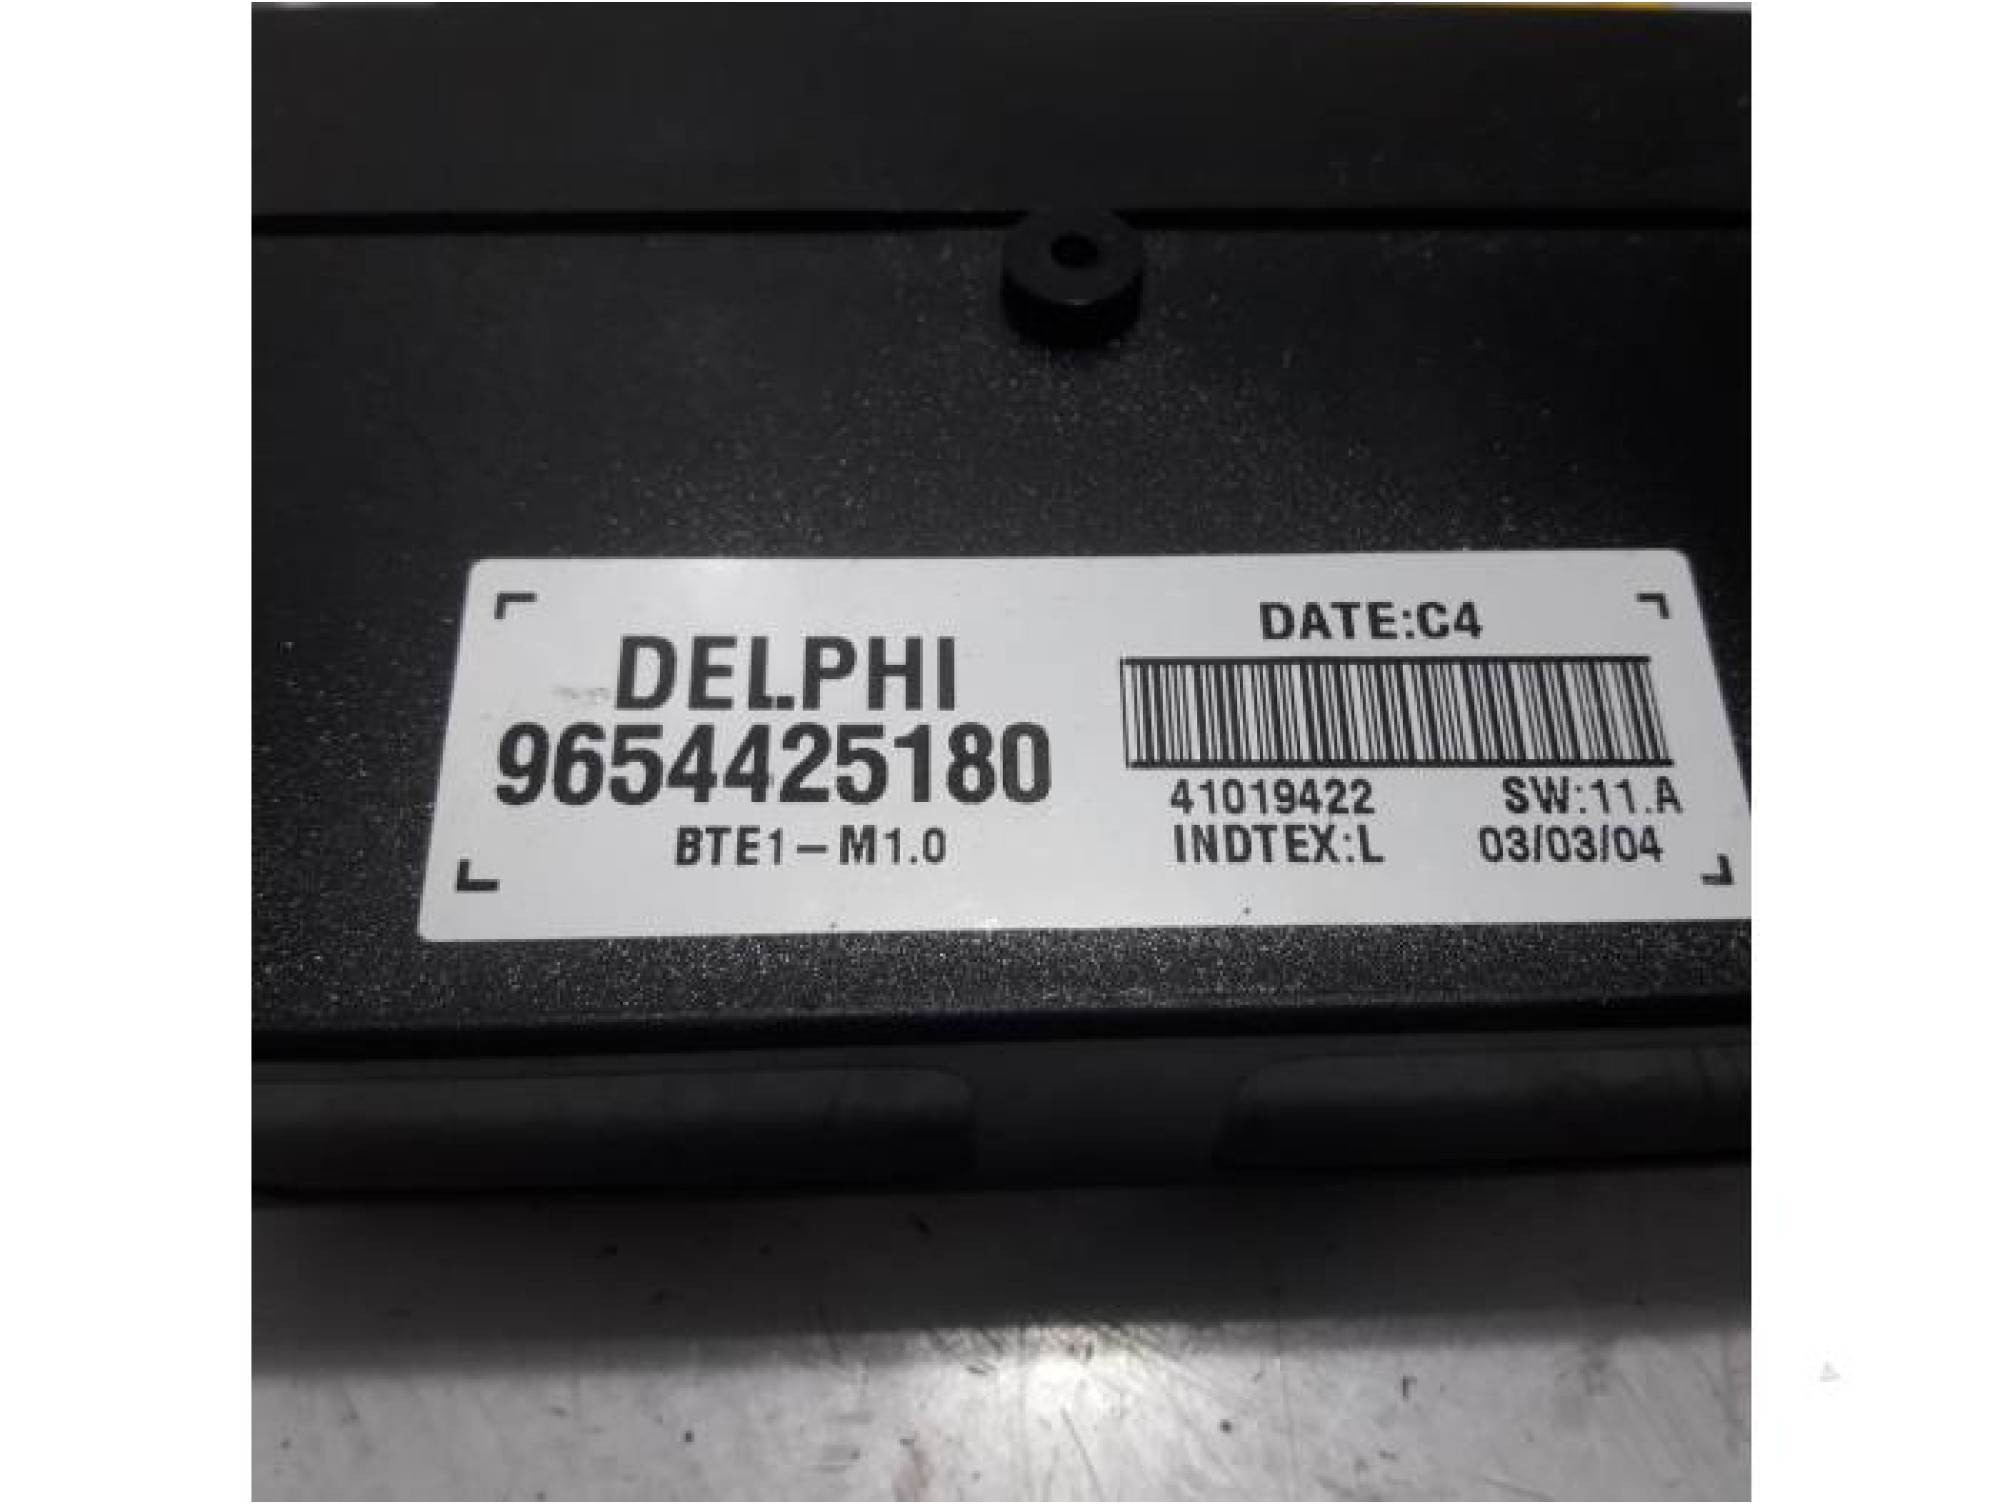 DELPHI
9654425180
BTE1-M1.0
DATE:C4
41019422 SW:11.A
INDTEX:L 03/03/04